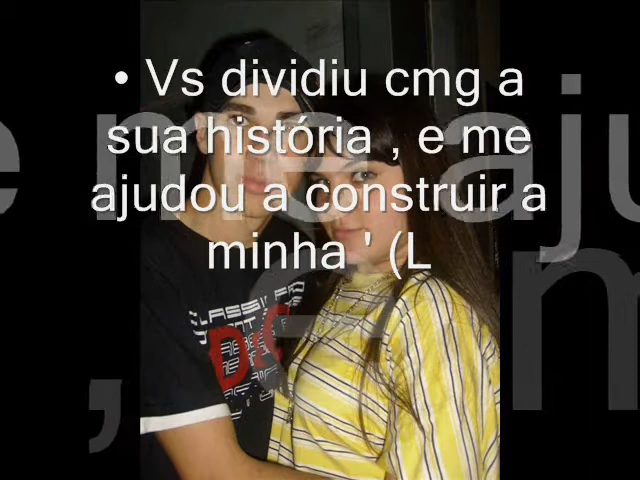 • Vs dividiu cmg a
sua história , e me
ajudou a construir a
minha ' (L